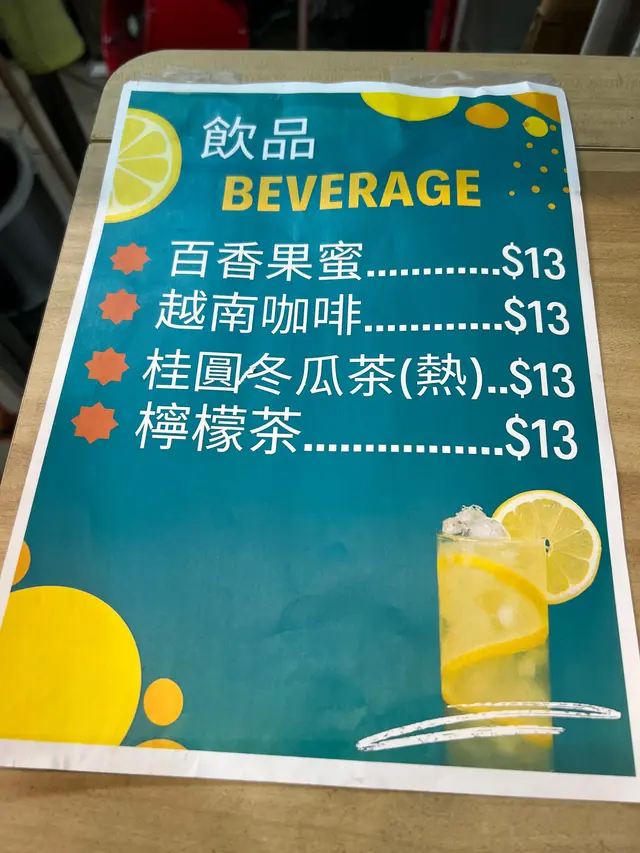 飲品
BEVERAGE
百香果蜜............$13
越南咖啡............$13
桂圓冬瓜茶(熱)..$13
檸檬茶.................$13